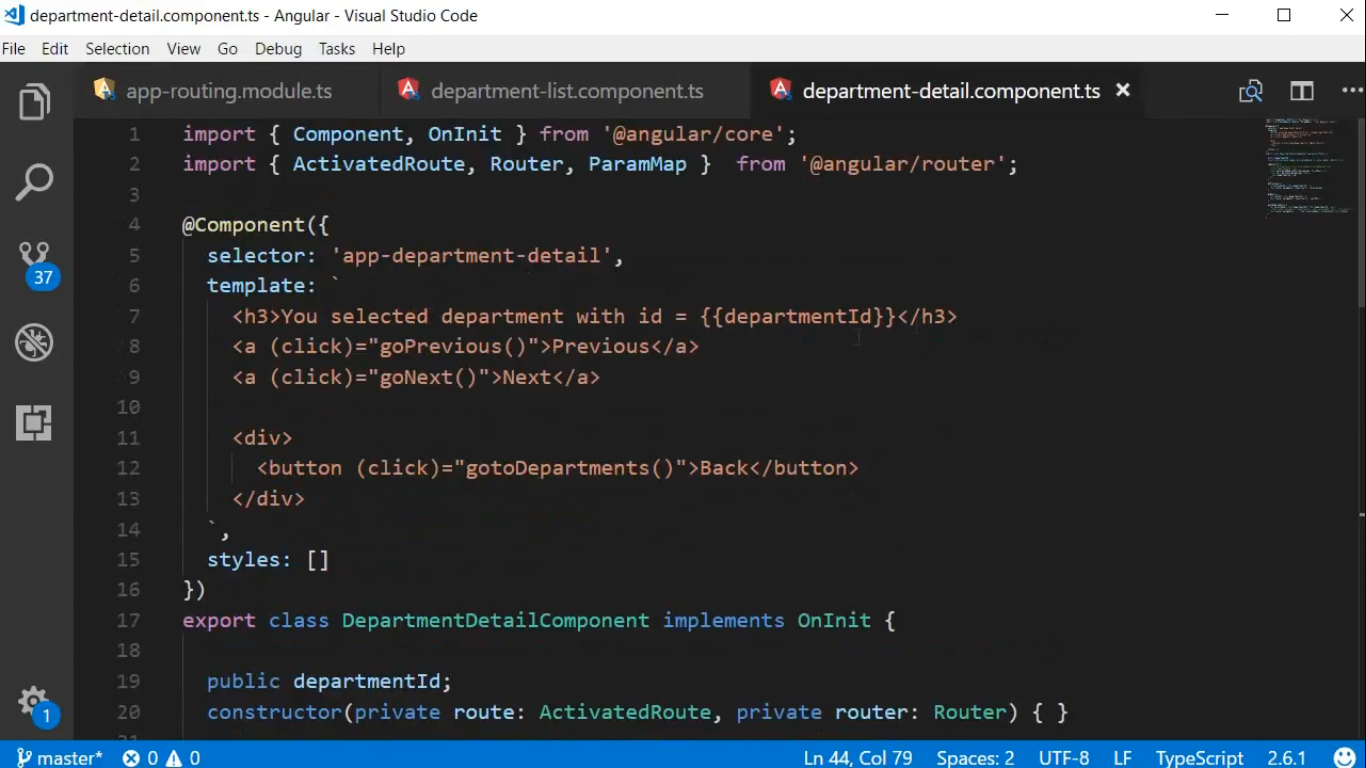 department-detail.component.ts - Angular - Visual Studio Code
File Edit Selection View Go Debug Tasks Help
app-routing.module.ts department-list.component.ts department-detail.component.ts
1 import { Component, OnInit } from '@angular/core';
2 import { ActivatedRoute, Router, ParamMap }  from '@angular/router';
3
4 @Component({
5   selector: 'app-department-detail',
6   template: `
7     <h3>You selected department with id = {{departmentId}}</h3>
8     <a (click)="goPrevious()">Previous</a>
9     <a (click)="goNext()">Next</a>
10
11     <div>
12       <button (click)="gotoDepartments()">Back</button>
13     </div>
14   `,
15   styles: []
16 })
17 export class DepartmentDetailComponent implements OnInit {
18
19   public departmentId;
20   constructor(private route: ActivatedRoute, private router: Router) { }
37
1
master* 0 0 Ln 44, Col 79 Spaces: 2 UTF-8 LF TypeScript 2.6.1